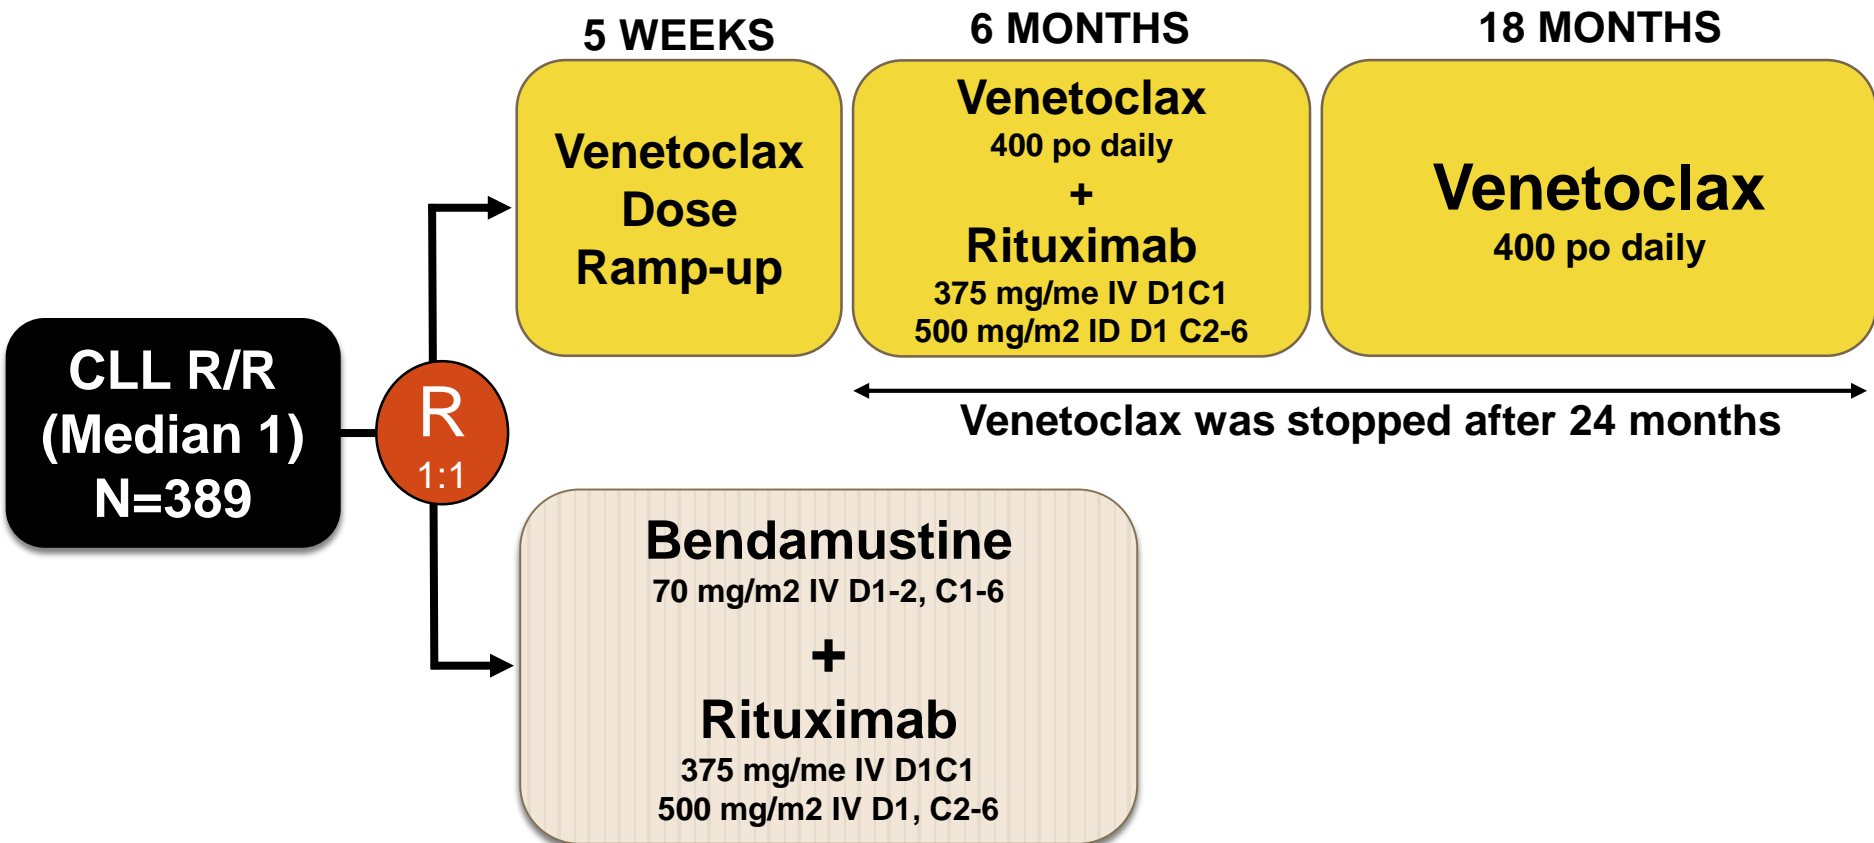 5 WEEKS
6 MONTHS
18 MONTHS
Venetoclax
Dose
Ramp-up
Venetoclax
400 po daily
+
Rituximab
375 mg/me IV D1C1
500 mg/m2 ID D1 C2-6
Venetoclax
400 po daily
Venetoclax was stopped after 24 months
CLL R/R
(Median 1)
N=389
R
1:1
Bendamustine
70 mg/m2 IV D1-2, C1-6
+
Rituximab
375 mg/me IV D1C1
500 mg/m2 IV D1, C2-6